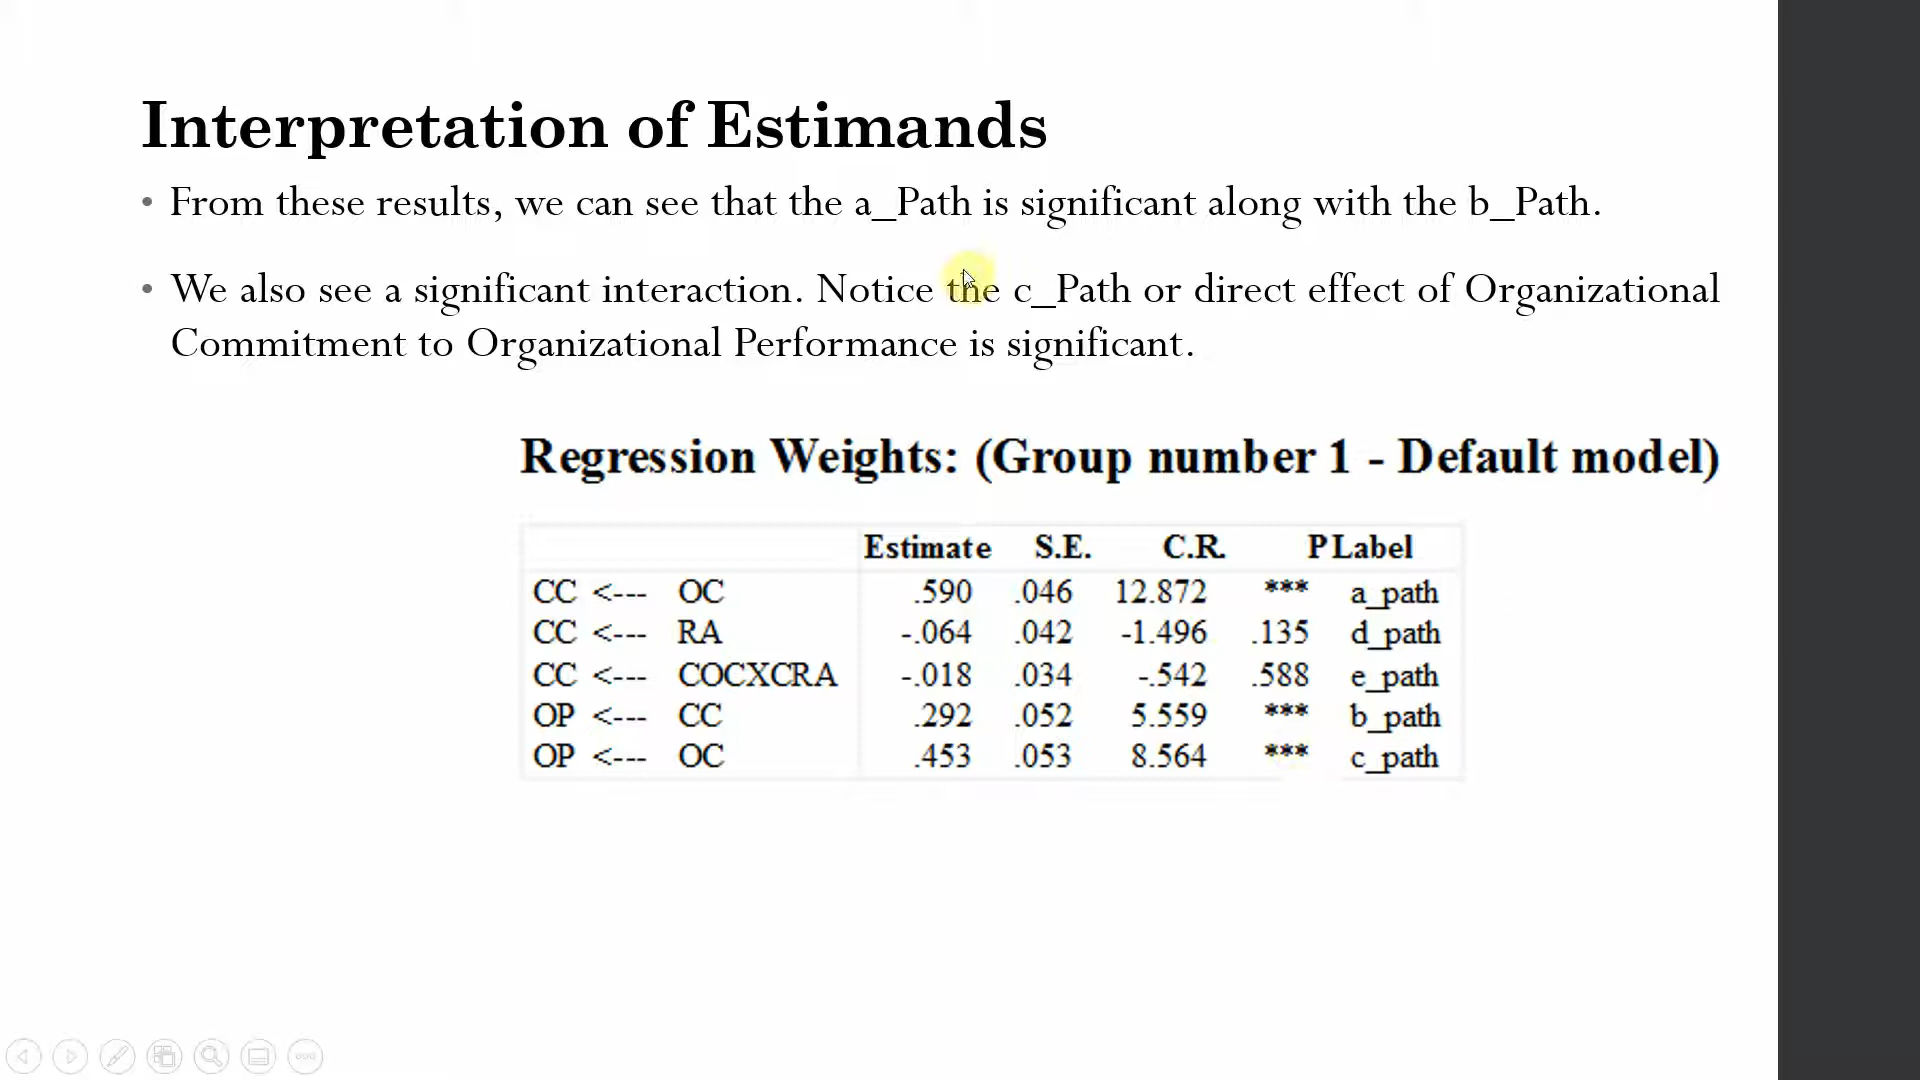 Interpretation of Estimands
• From these results, we can see that the a_Path is significant along with the b_Path.
• We also see a significant interaction. Notice the c_Path or direct effect of Organizational
Commitment to Organizational Performance is significant.
Regression Weights: (Group number 1 - Default model)
Estimate S.E. C.R. P Label
CC <--- OC .590 .046 12.872 *** a_path
CC <--- RA -.064 .042 -1.496 .135 d_path
CC <--- COCXCRA -.018 .034 -.542 .588 e_path
OP <--- CC .292 .052 5.559 *** b_path
OP <--- OC .453 .053 8.564 *** c_path